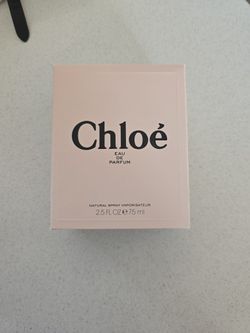 Chloé
EAU
DE
PARFUM
NATURAL SPRAY VAPORISATEUR
2.5 FL OZ ℮ 75 ml